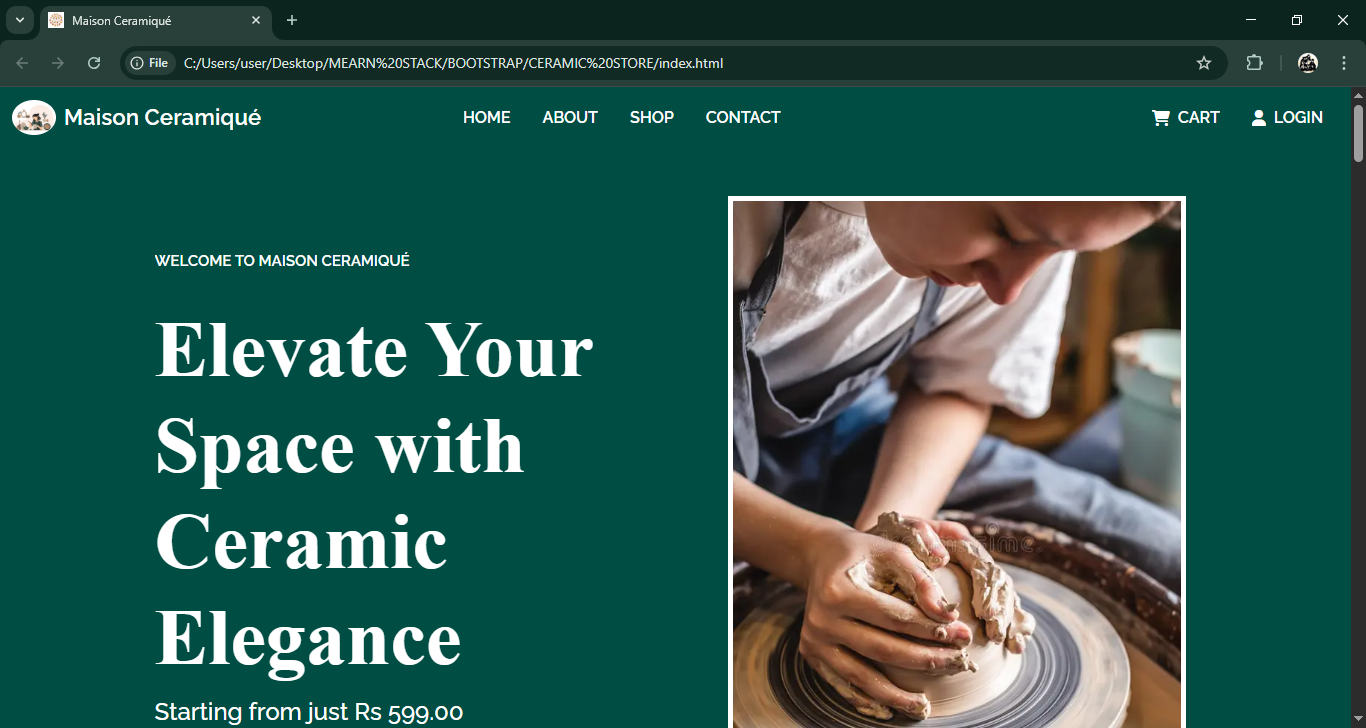 Maison Ceramiqué
File
C:/Users/user/Desktop/MEARN%20STACK/BOOTSTRAP/CERAMIC%20STORE/index.html
Maison Ceramiqué
HOME
ABOUT
SHOP
CONTACT
CART
LOGIN
WELCOME TO MAISON CERAMIQUÉ
Elevate Your
Space with
Ceramic
Elegance
Starting from just Rs 599.00